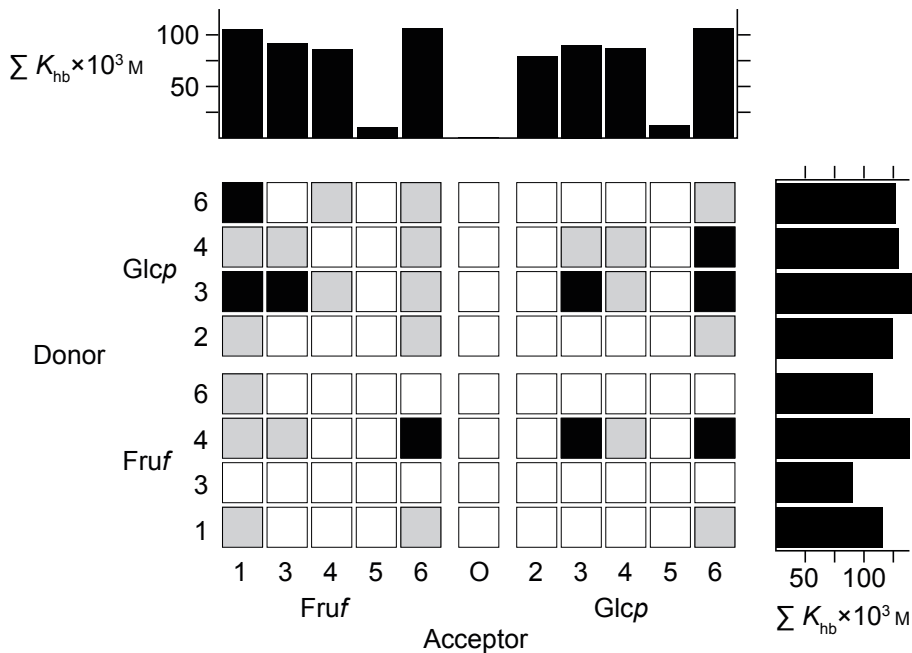 100
∑ K_hb×10³ M
50
6
4
Glcp
3
2
Donor
6
4
Fruf
3
1
1 3 4 5 6 O 2 3 4 5 6
50 100
Fruf Glcp
∑ K_hb×10³ M
Acceptor